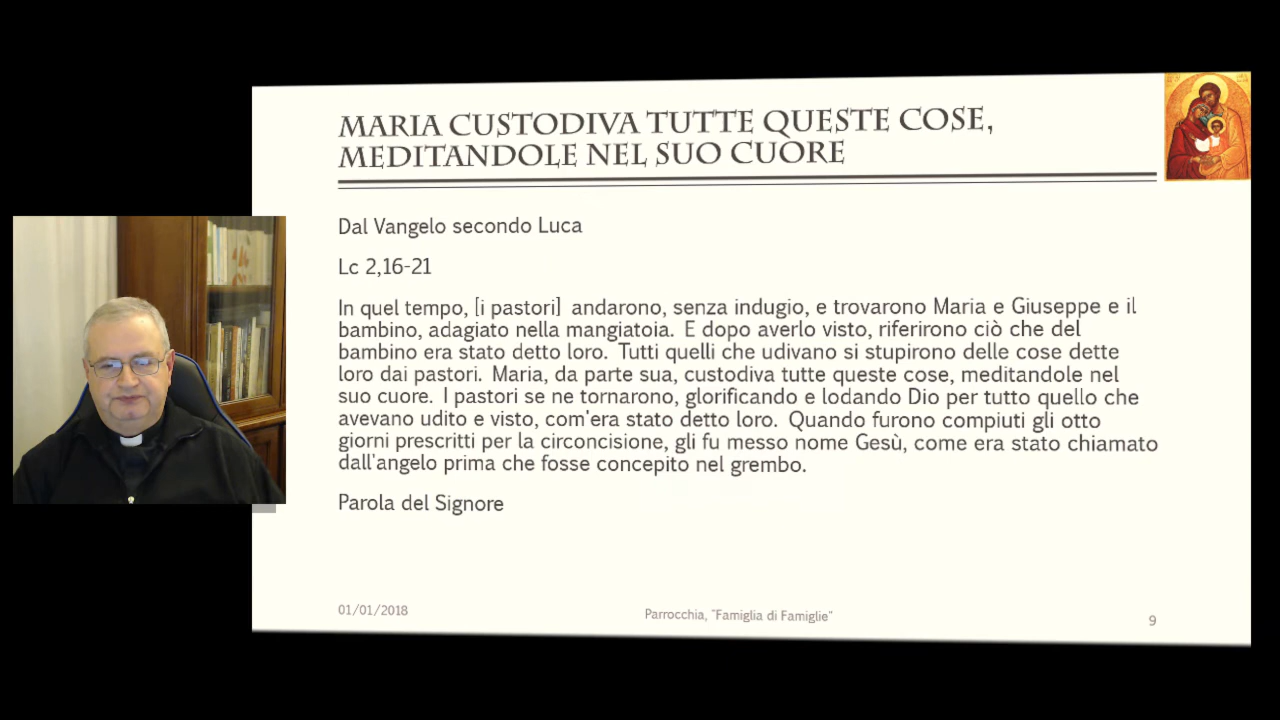 MARIA CUSTODIVA TUTTE QUESTE COSE,
MEDITANDOLE NEL SUO CUORE
Dal Vangelo secondo Luca
Lc 2,16-21
In quel tempo, [i pastori] andarono, senza indugio, e trovarono Maria e Giuseppe e il
bambino, adagiato nella mangiatoia. E dopo averlo visto, riferirono ciò che del
bambino era stato detto loro. Tutti quelli che udivano si stupirono delle cose dette
loro dai pastori. Maria, da parte sua, custodiva tutte queste cose, meditandole nel
suo cuore. I pastori se ne tornarono, glorificando e lodando Dio per tutto quello che
avevano udito e visto, com'era stato detto loro. Quando furono compiuti gli otto
giorni prescritti per la circoncisione, gli fu messo nome Gesù, come era stato chiamato
dall'angelo prima che fosse concepito nel grembo.
Parola del Signore
01/01/2018
Parrocchia, "Famiglia di Famiglie"
9